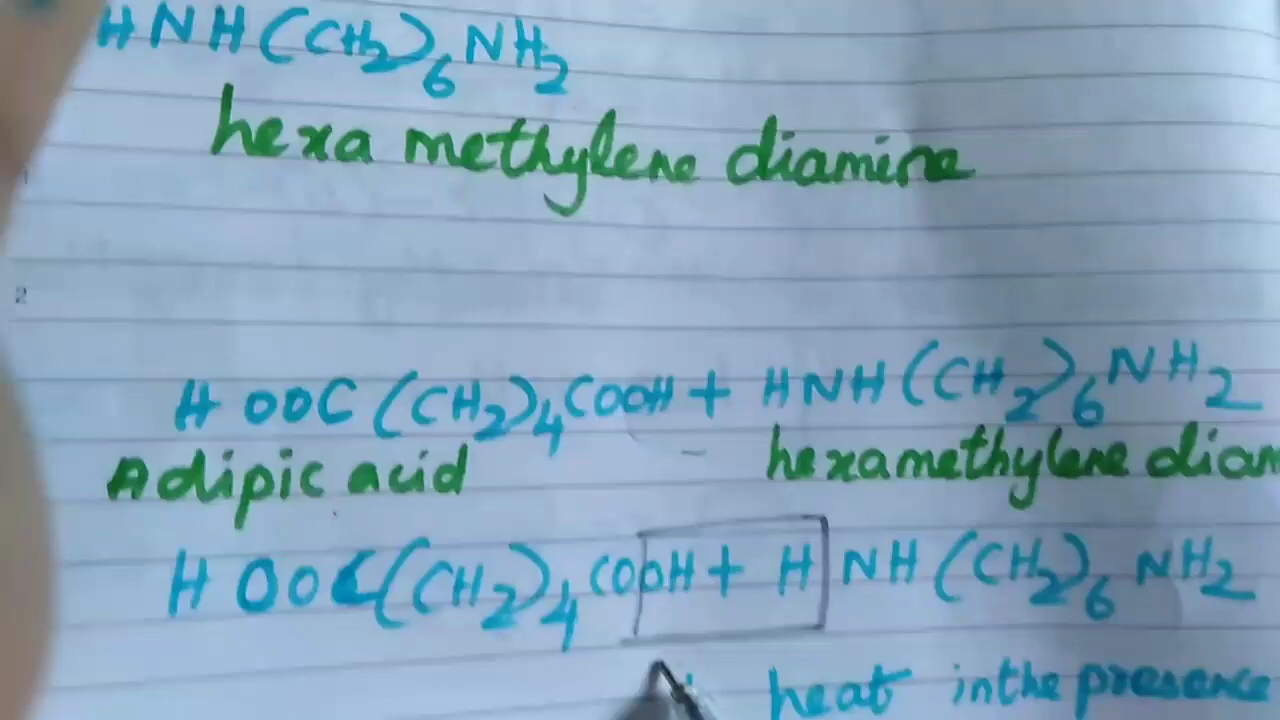 HNH(CH₂)₆NH₂
hexa methylene diamine
2
HOOC(CH₂)₄COOH + HNH(CH₂)₆NH₂
Adipic acid hexamethylene diam
HOOC(CH₂)₄COOH + HNH(CH₂)₆NH₂
heat in the presence